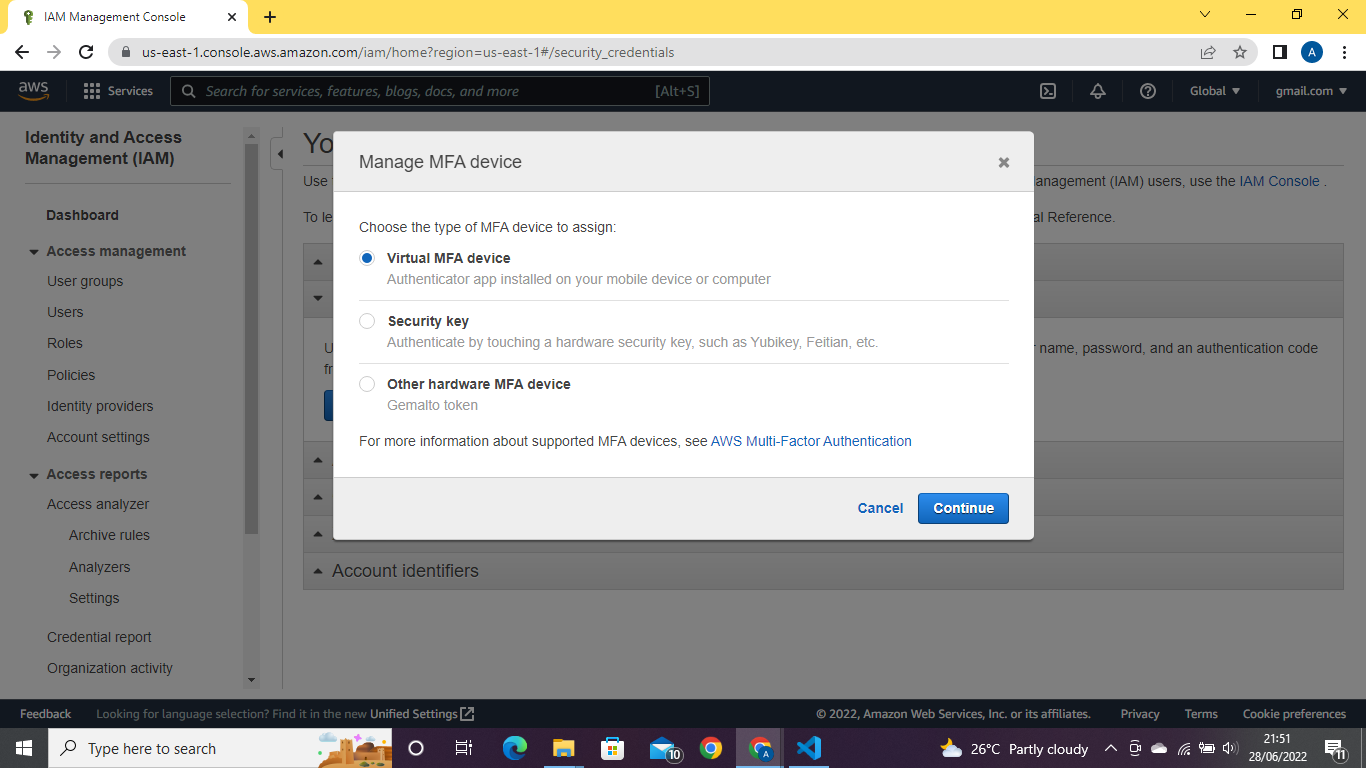 IAM Management Console
us-east-1.console.aws.amazon.com/iam/home?region=us-east-1#/security_credentials
A
aws
Services
Search for services, features, blogs, docs, and more
[Alt+S]
Global
gmail.com
Identity and Access
Management (IAM)
Dashboard
Access management
User groups
Users
Roles
Policies
Identity providers
Account settings
Access reports
Access analyzer
Archive rules
Analyzers
Settings
Credential report
Organization activity
Yo
Use
anagement (IAM) users, use the IAM Console .
To le
al Reference.
U
name, password, and an authentication code
fr
Manage MFA device
Choose the type of MFA device to assign:
Virtual MFA device
Authenticator app installed on your mobile device or computer
Security key
Authenticate by touching a hardware security key, such as Yubikey, Feitian, etc.
Other hardware MFA device
Gemalto token
For more information about supported MFA devices, see AWS Multi-Factor Authentication
Cancel
Continue
Account identifiers
Feedback
Looking for language selection? Find it in the new Unified Settings
© 2022, Amazon Web Services, Inc. or its affiliates.
Privacy
Terms
Cookie preferences
Type here to search
10
A
26°C Partly cloudy
21:51
28/06/2022
11